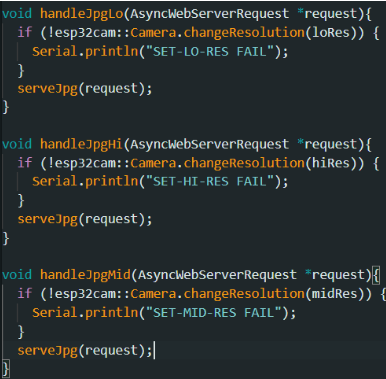 void handleJpgLo(AsyncWebServerRequest *request){
  if (!esp32cam::Camera.changeResolution(loRes)) {
    Serial.println("SET-LO-RES FAIL");
  }
  serveJpg(request);
}

void handleJpgHi(AsyncWebServerRequest *request){
  if (!esp32cam::Camera.changeResolution(hiRes)) {
    Serial.println("SET-HI-RES FAIL");
  }
  serveJpg(request);
}

void handleJpgMid(AsyncWebServerRequest *request){
  if (!esp32cam::Camera.changeResolution(midRes)) {
    Serial.println("SET-MID-RES FAIL");
  }
  serveJpg(request);
}